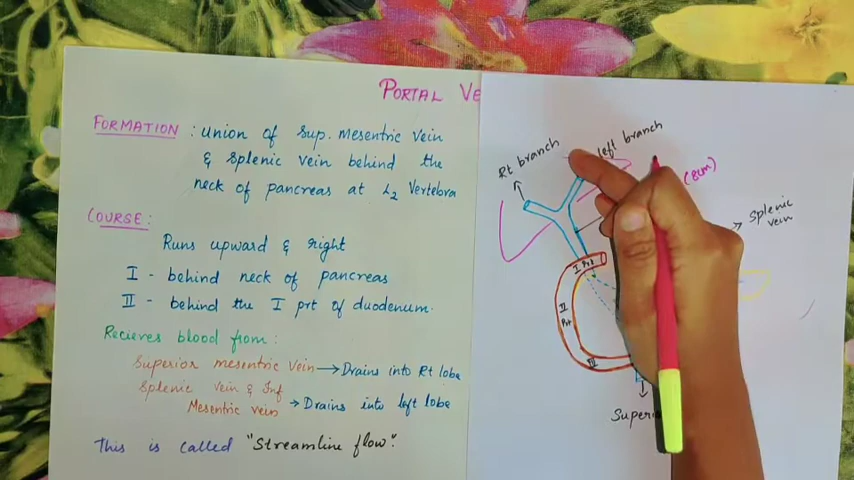 PORTAL VE
FORMATION : union of Sup. Mesentric Vein
& Splenic vein behind the
neck of pancreas at L2 Vertebra
COURSE:
Runs upward & right
I - behind neck of pancreas
II - behind the I prt of duodenum.
Recieves blood from:
Superior mesentric Vein → Drains into Rt lobe
Splenic vein & Inf
Mesentric vein → Drains into left lobe
This is called "Streamline flow".
Rt branch
left branch
(8cm)
Splenic
vein
I Prt
II
Prt
III
Superio